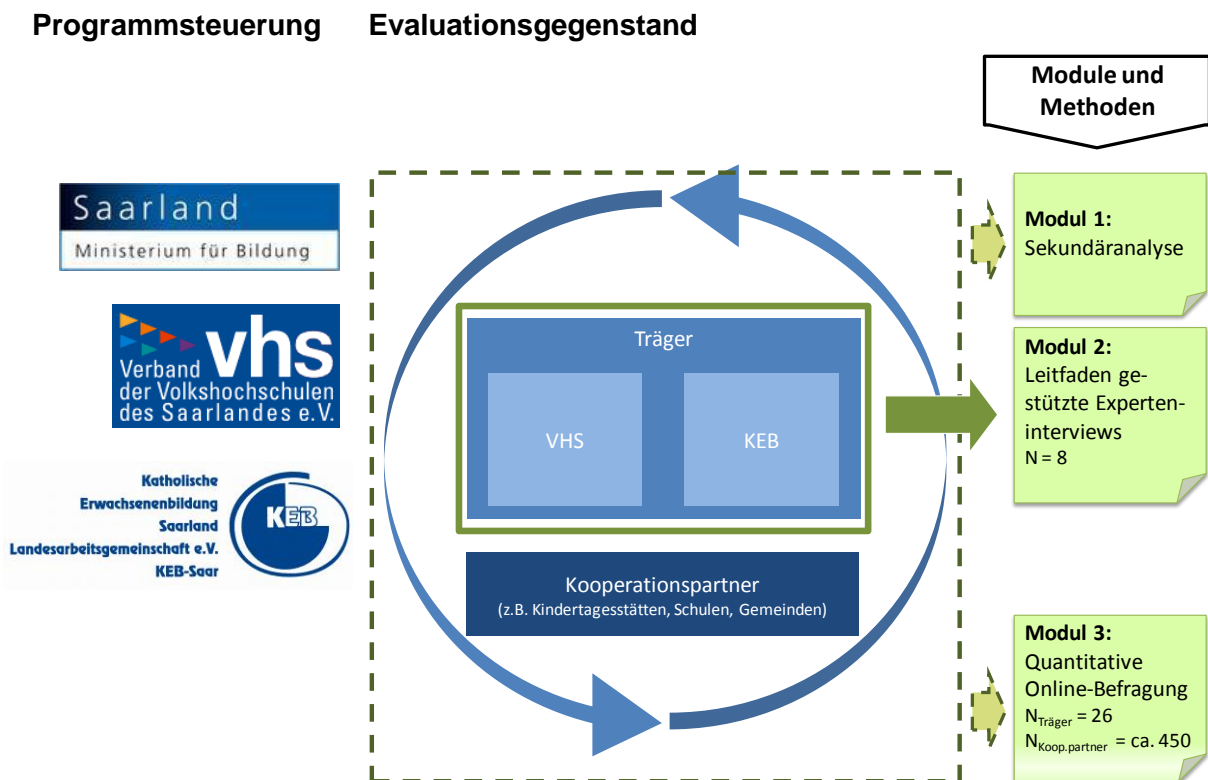 Programmsteuerung
Evaluationsgegenstand
Module und
Methoden
Saarland
Ministerium für Bildung
vhs
Verband
der Volkshochschulen
des Saarlandes e.V.
Katholische
Erwachsenenbildung
Saarland
Landesarbeitsgemeinschaft e.V.
KEB-Saar
KEB
Träger
VHS
KEB
Kooperationspartner
(z.B. Kindertagesstätten, Schulen, Gemeinden)
Modul 1:
Sekundäranalyse
Modul 2:
Leitfaden ge-
stützte Experten-
interviews
N = 8
Modul 3:
Quantitative
Online-Befragung
NTräger = 26
NKoop.partner = ca. 450